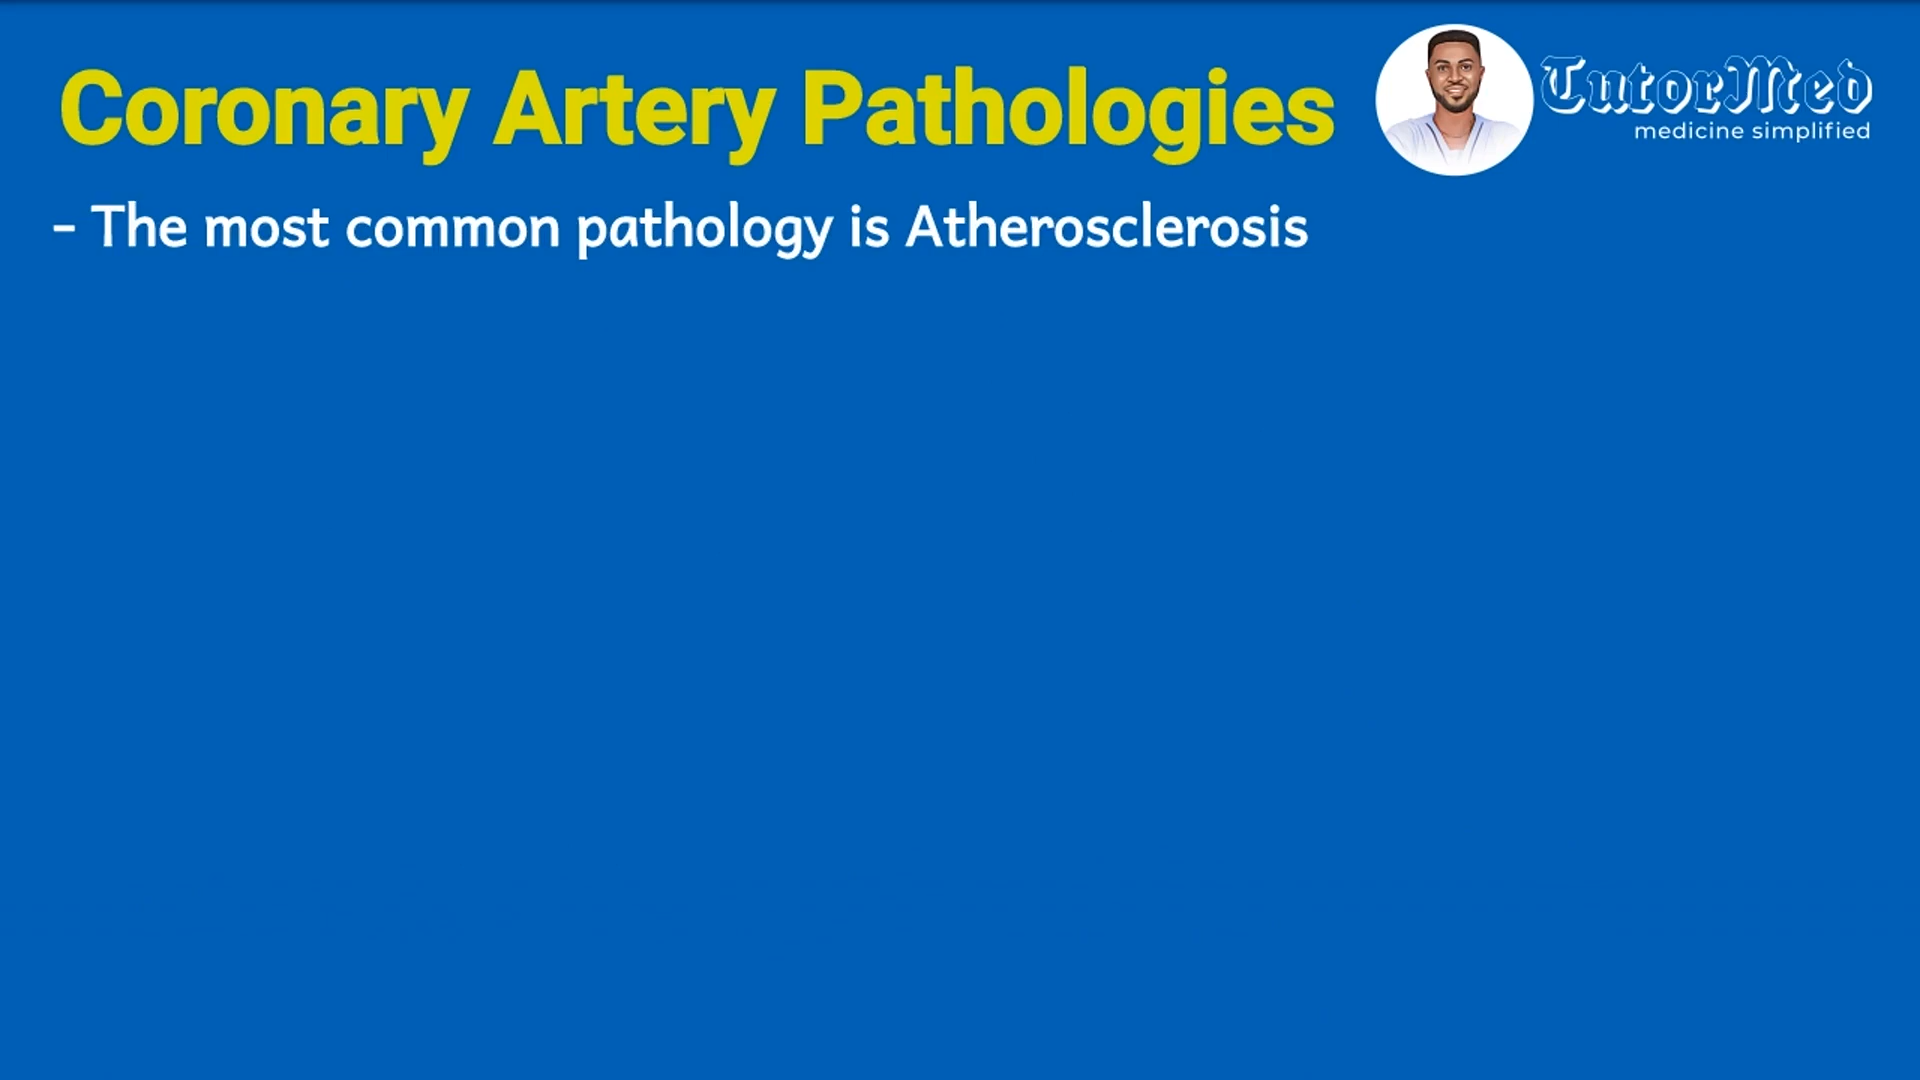 Coronary Artery Pathologies
TutorMed
medicine simplified
- The most common pathology is Atherosclerosis